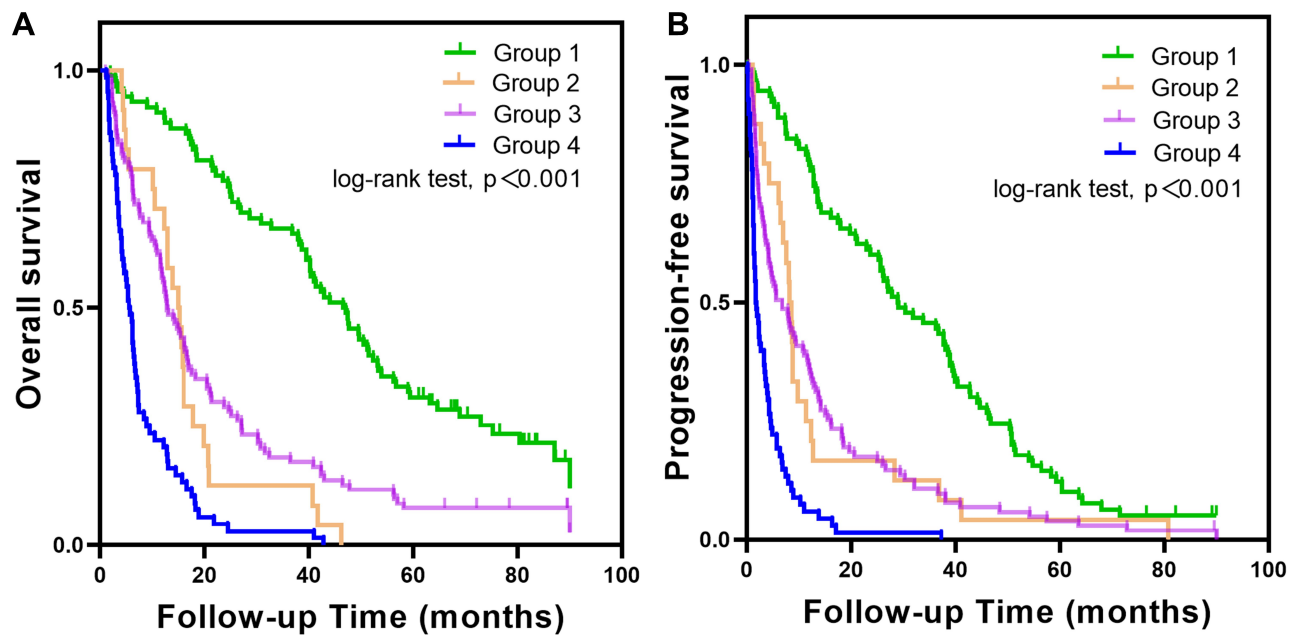 A
Overall survival
1.0
0.5
0.0
Group 1
Group 2
Group 3
Group 4
log-rank test, p<0.001
0 20 40 60 80 100
Follow-up Time (months)
B
Progression-free survival
1.0
0.5
0.0
Group 1
Group 2
Group 3
Group 4
log-rank test, p<0.001
0 20 40 60 80 100
Follow-up Time (months)